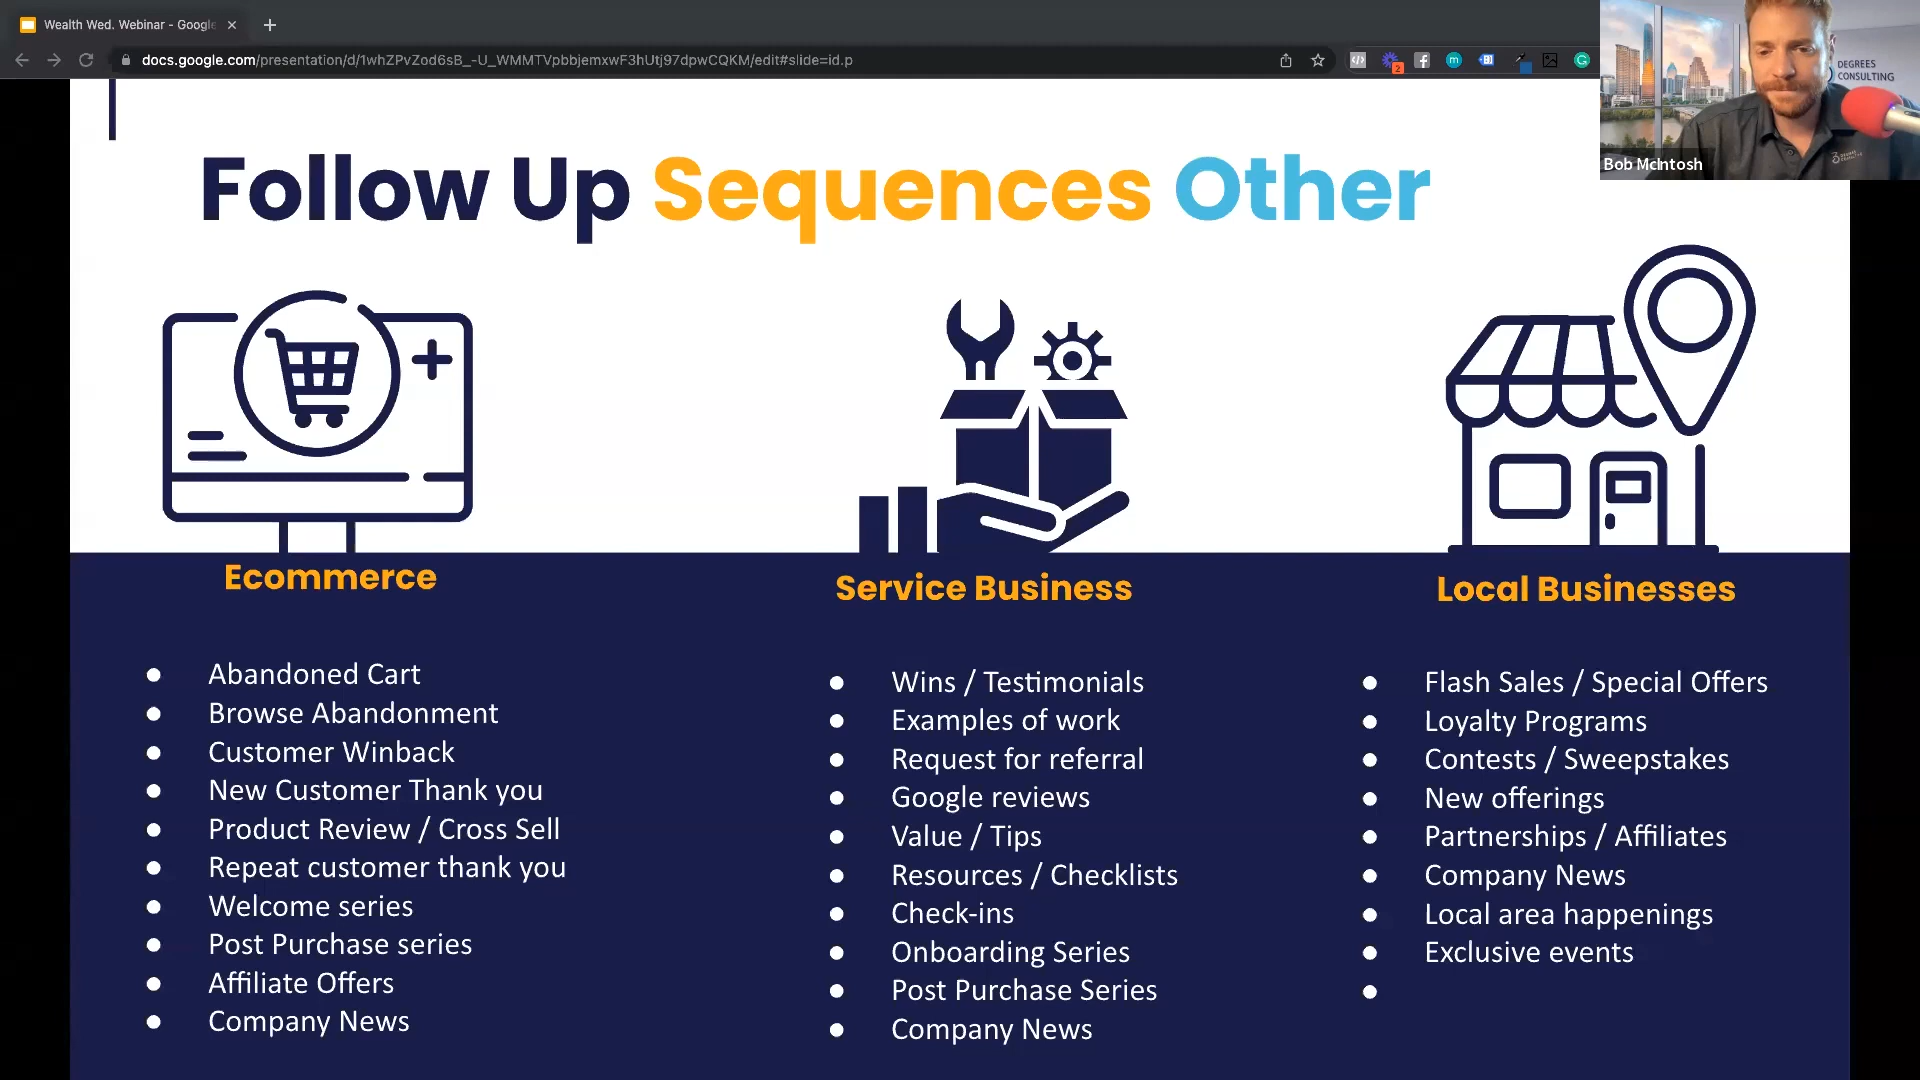 Wealth Wed. Webinar - Google
docs.google.com/presentation/d/1whZPvZod6sB_-U_WMMTVpbbjemxwF3hUtj97dpwCQKM/edit#slide=id.p
2
DEGREES
CONSULTING
Bob McIntosh
Follow Up Sequences Other
Ecommerce
Abandoned Cart
Browse Abandonment
Customer Winback
New Customer Thank you
Product Review / Cross Sell
Repeat customer thank you
Welcome series
Post Purchase series
Affiliate Offers
Company News
Service Business
Wins / Testimonials
Examples of work
Request for referral
Google reviews
Value / Tips
Resources / Checklists
Check-ins
Onboarding Series
Post Purchase Series
Company News
Local Businesses
Flash Sales / Special Offers
Loyalty Programs
Contests / Sweepstakes
New offerings
Partnerships / Affiliates
Company News
Local area happenings
Exclusive events